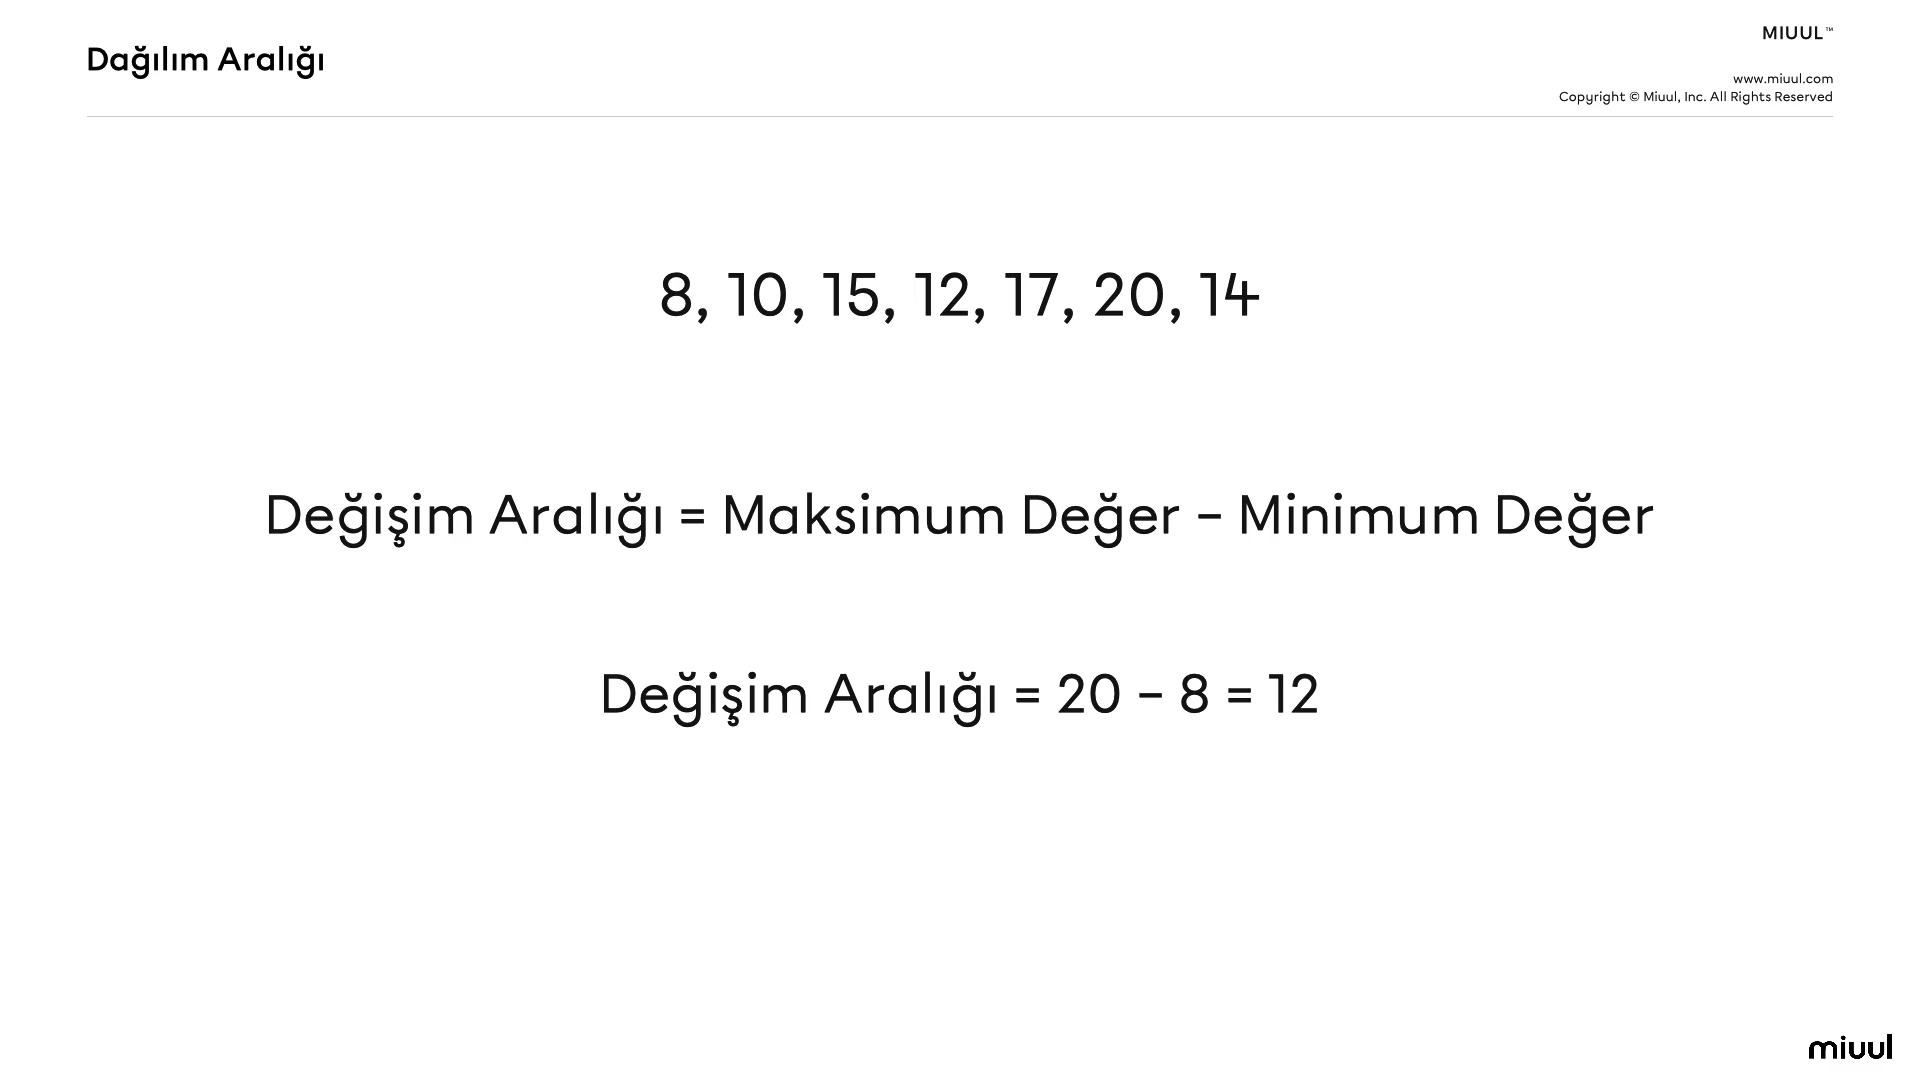 Dağılım Aralığı
MIUUL™
www.miuul.com
Copyright © Miuul, Inc. All Rights Reserved
8, 10, 15, 12, 17, 20, 14
Değişim Aralığı = Maksimum Değer – Minimum Değer
Değişim Aralığı = 20 – 8 = 12
miuul